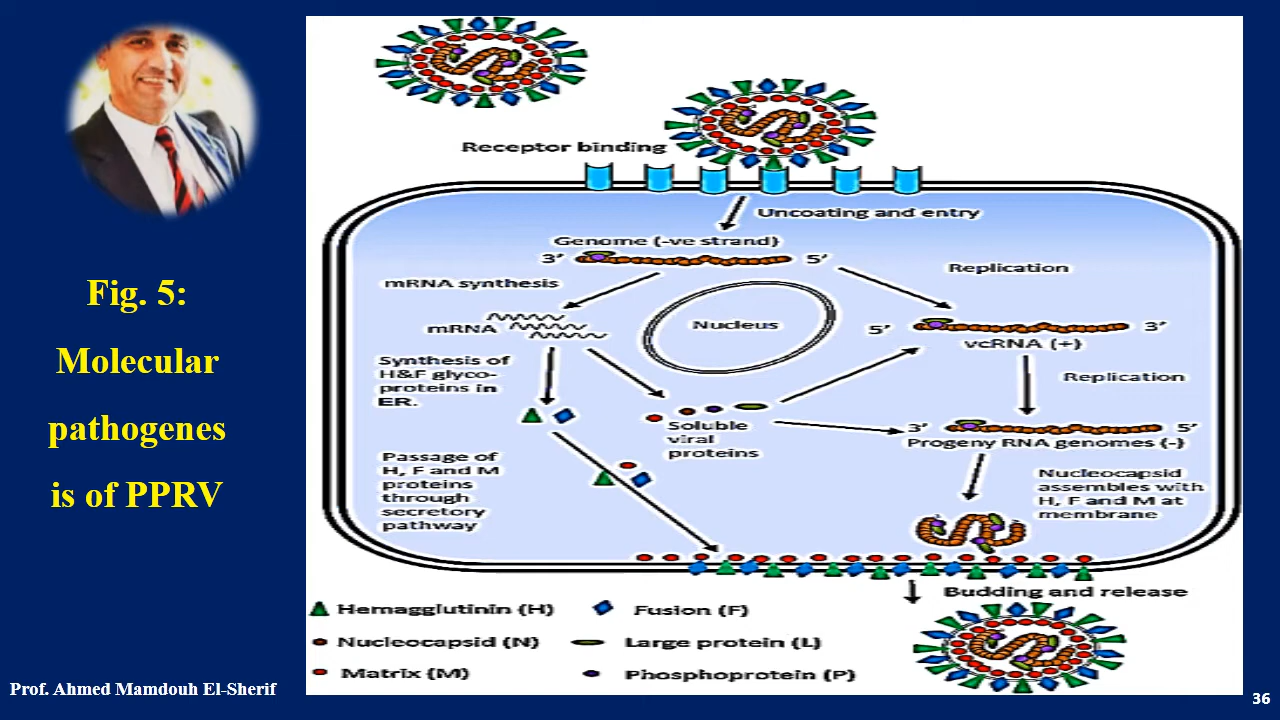 Fig. 5:
Molecular
pathogenes
is of PPRV
Prof. Ahmed Mamdouh El-Sherif
Receptor binding
Uncoating and entry
Genome (-ve strand)
3’ 5’
Replication
mRNA synthesis
Nucleus
mRNA
5’ 3’
vcRNA (+)
Synthesis of
H&F glyco-
proteins in
ER.
Replication
Soluble
viral
proteins
3’ 5’
Progeny RNA genomes (-)
Passage of
H, F and M
proteins
through
secretory
pathway
Nucleocapsid
assembles with
H, F and M at
membrane
Budding and release
Hemagglutinin (H)
Fusion (F)
Nucleocapsid (N)
Large protein (L)
Matrix (M)
Phosphoprotein (P)
36